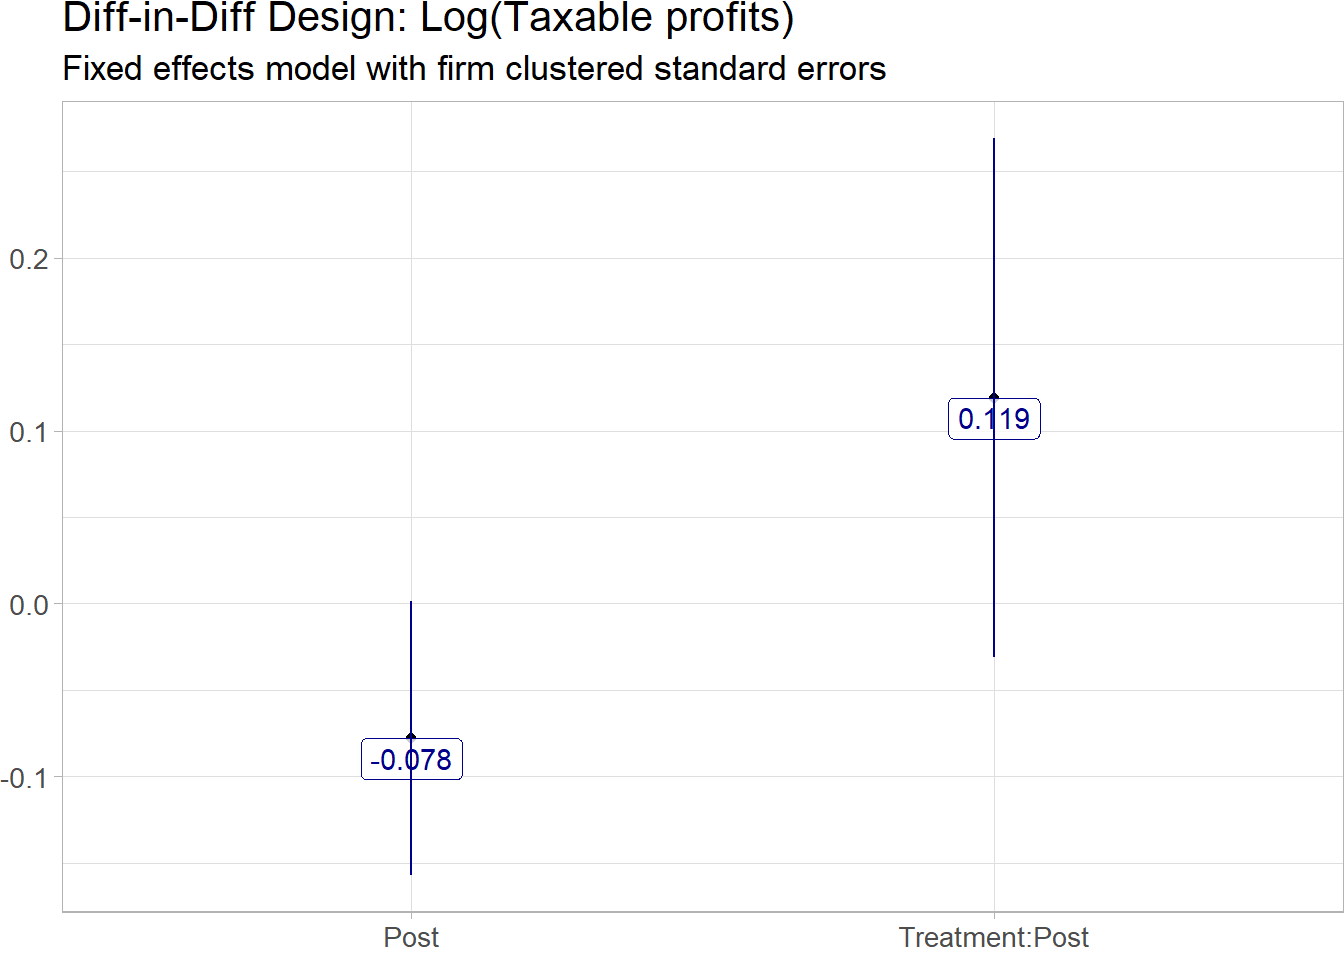 Diff-in-Diff Design: Log(Taxable profits)
Fixed effects model with firm clustered standard errors
0.2
0.1
0.0
-0.1
0.119
-0.078
Post
Treatment:Post